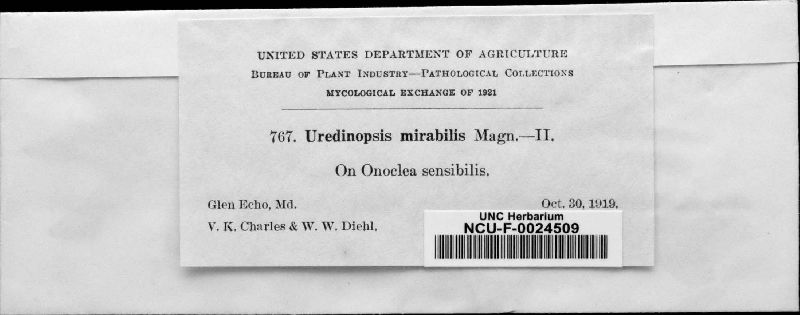 UNITED STATES DEPARTMENT OF AGRICULTURE
BUREAU OF PLANT INDUSTRY—PATHOLOGICAL COLLECTIONS
MYCOLOGICAL EXCHANGE OF 1921
767. Uredinopsis mirabilis Magn.—II.
On Onoclea sensibilis.
Glen Echo, Md. Oct. 30, 1919.
V. K. Charles & W. W. Diehl.
UNC Herbarium
NCU-F-0024509